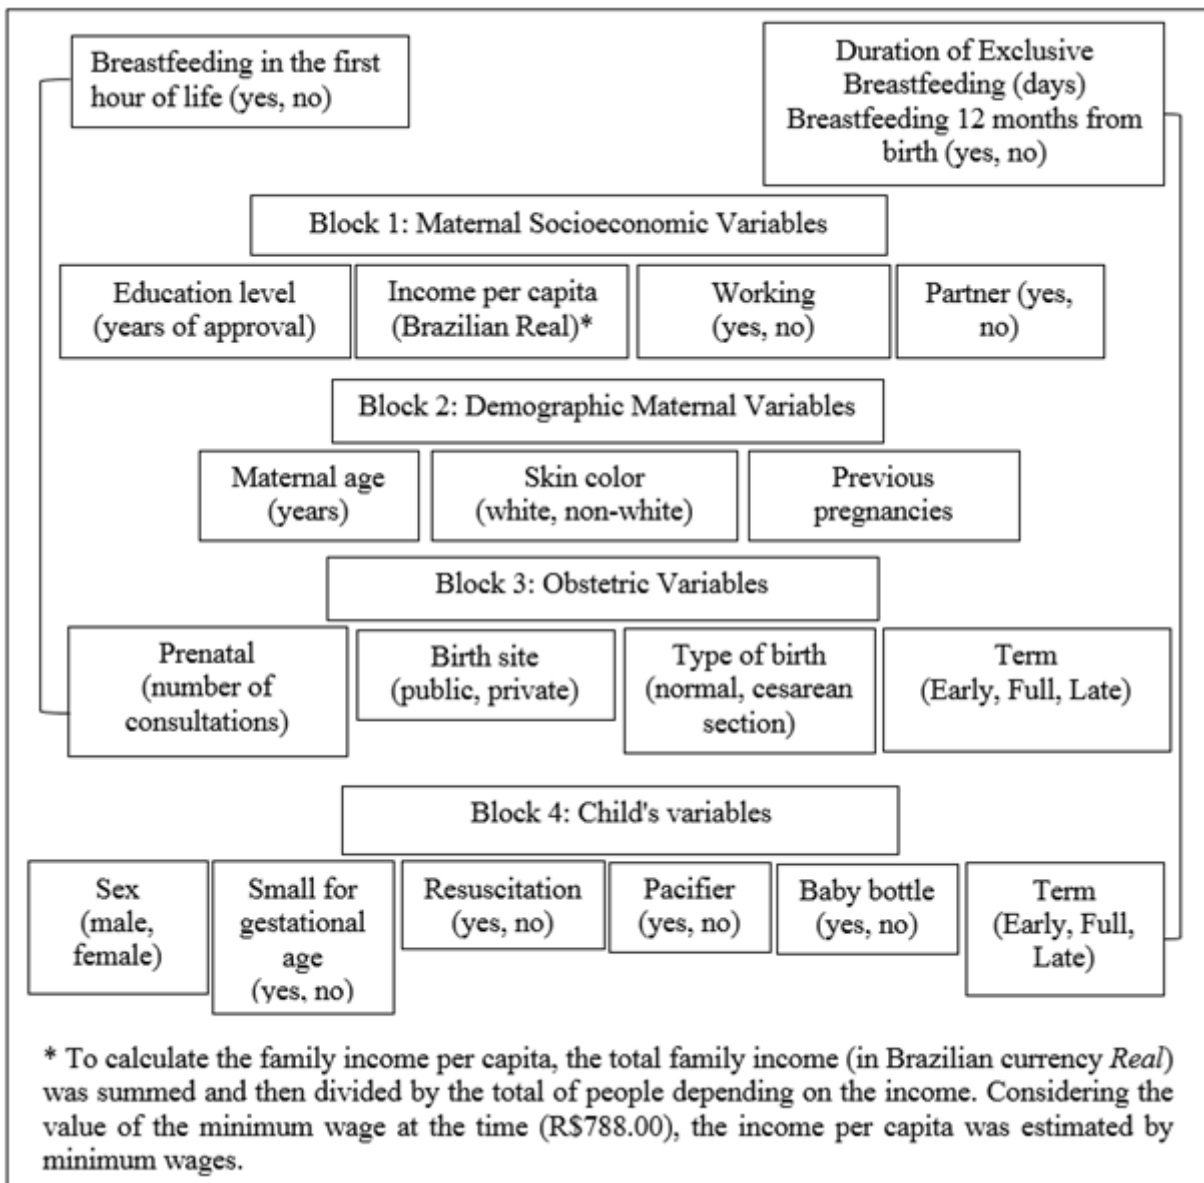 Breastfeeding in the first
hour of life (yes, no)
Duration of Exclusive
Breastfeeding (days)
Breastfeeding 12 months from
birth (yes, no)
Block 1: Maternal Socioeconomic Variables
Education level
(years of approval)
Income per capita
(Brazilian Real)*
Working
(yes, no)
Partner (yes,
no)
Block 2: Demographic Maternal Variables
Maternal age
(years)
Skin color
(white, non-white)
Previous
pregnancies
Block 3: Obstetric Variables
Prenatal
(number of
consultations)
Birth site
(public, private)
Type of birth
(normal, cesarean
section)
Term
(Early, Full, Late)
Block 4: Child's variables
Sex
(male,
female)
Small for
gestational
age
(yes, no)
Resuscitation
(yes, no)
Pacifier
(yes, no)
Baby bottle
(yes, no)
Term
(Early, Full,
Late)
* To calculate the family income per capita, the total family income (in Brazilian currency Real)
was summed and then divided by the total of people depending on the income. Considering the
value of the minimum wage at the time (R$788.00), the income per capita was estimated by
minimum wages.